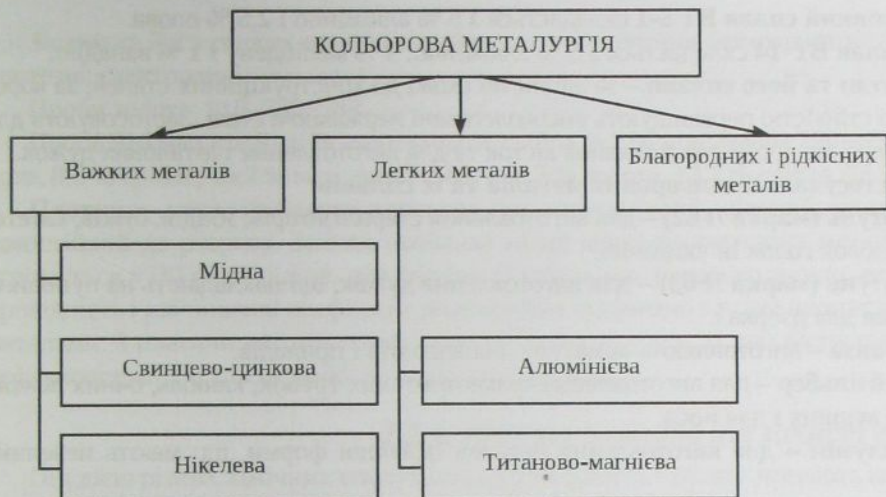 КОЛЬОРОВА МЕТАЛУРГІЯ
Важких металів
Легких металів
Благородних і рідкісних
металів
Мідна
Свинцево-цинкова
Алюмінієва
Нікелева
Титаново-магнієва